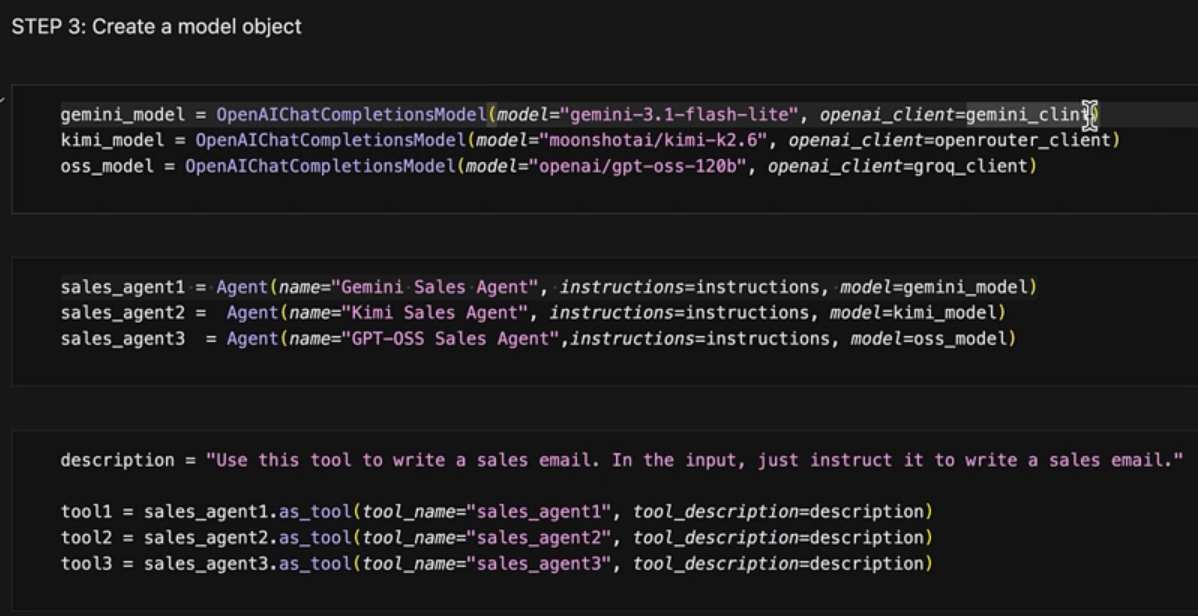 STEP 3: Create a model object
gemini_model = OpenAIChatCompletionsModel(model="gemini-3.1-flash-lite", openai_client=gemini_clint)
kimi_model = OpenAIChatCompletionsModel(model="moonshotai/kimi-k2.6", openai_client=openrouter_client)
oss_model = OpenAIChatCompletionsModel(model="openai/gpt-oss-120b", openai_client=groq_client)
sales_agent1 = Agent(name="Gemini Sales Agent", instructions=instructions, model=gemini_model)
sales_agent2 =  Agent(name="Kimi Sales Agent", instructions=instructions, model=kimi_model)
sales_agent3  = Agent(name="GPT-OSS Sales Agent",instructions=instructions, model=oss_model)
description = "Use this tool to write a sales email. In the input, just instruct it to write a sales email."
tool1 = sales_agent1.as_tool(tool_name="sales_agent1", tool_description=description)
tool2 = sales_agent2.as_tool(tool_name="sales_agent2", tool_description=description)
tool3 = sales_agent3.as_tool(tool_name="sales_agent3", tool_description=description)